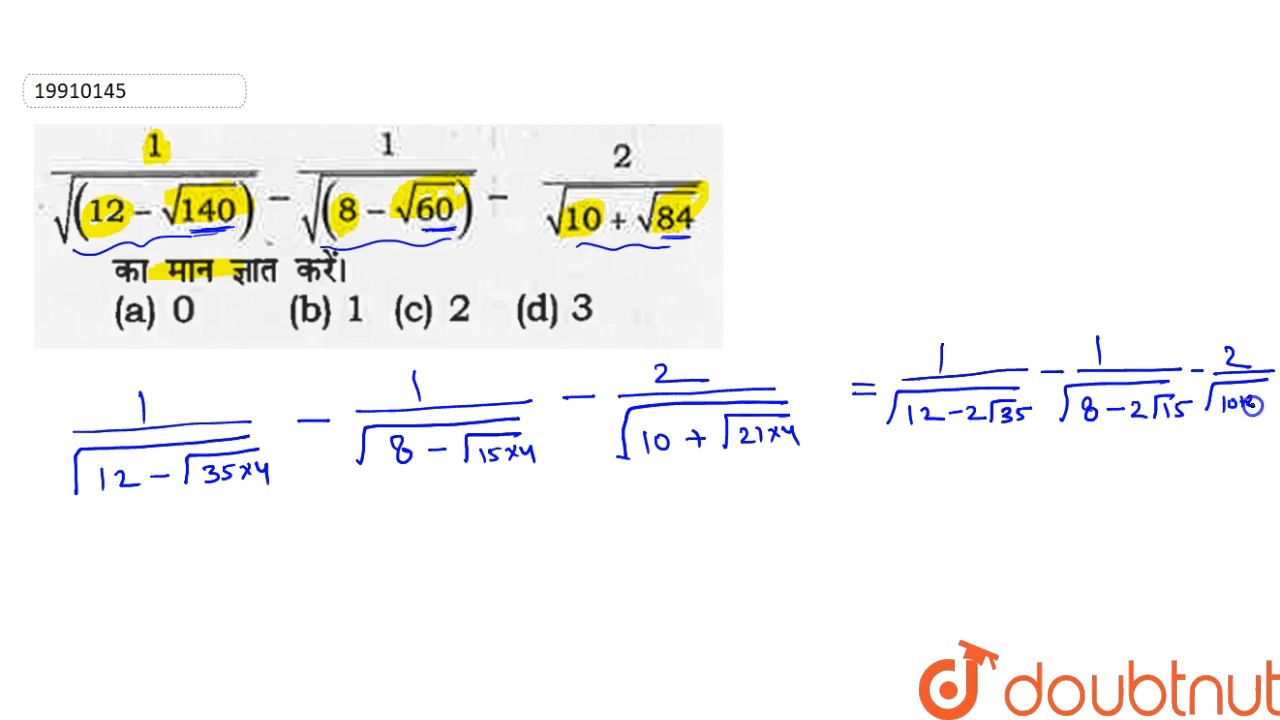 19910145
1/√(12 − √140) − 1/√(8 − √60) − 2/√10 + √84
का मान ज्ञात करें।
(a) 0 (b) 1 (c) 2 (d) 3
1/√12 − √35×4 − 1/√8 − √15×4 − 2/√10 + √21×4 = 1/√12 − 2√35 − 1/√8 − 2√15 − 2/√10+
doubtnut